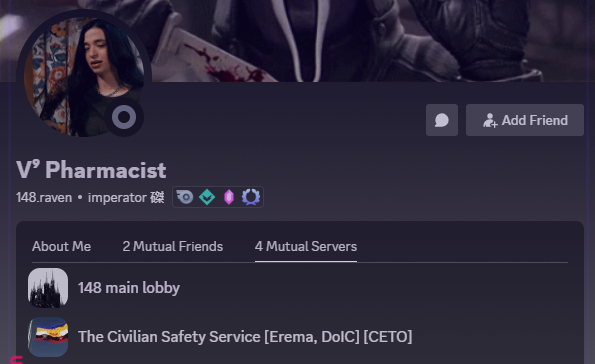 Add Friend
V⁹ Pharmacist
148.raven • imperator 磔
About Me 2 Mutual Friends 4 Mutual Servers
148 main lobby
The Civilian Safety Service [Erema, DoIC] [CETO]